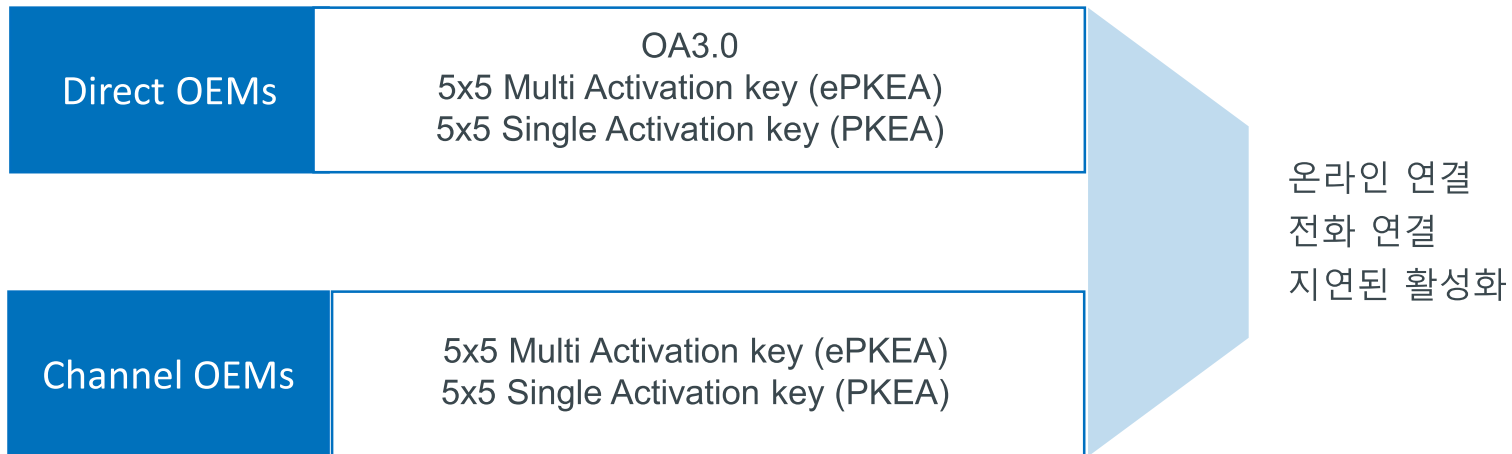 Direct OEMs
OA3.0
5x5 Multi Activation key (ePKEA)
5x5 Single Activation key (PKEA)
Channel OEMs
5x5 Multi Activation key (ePKEA)
5x5 Single Activation key (PKEA)
온라인 연결
전화 연결
지연된 활성화